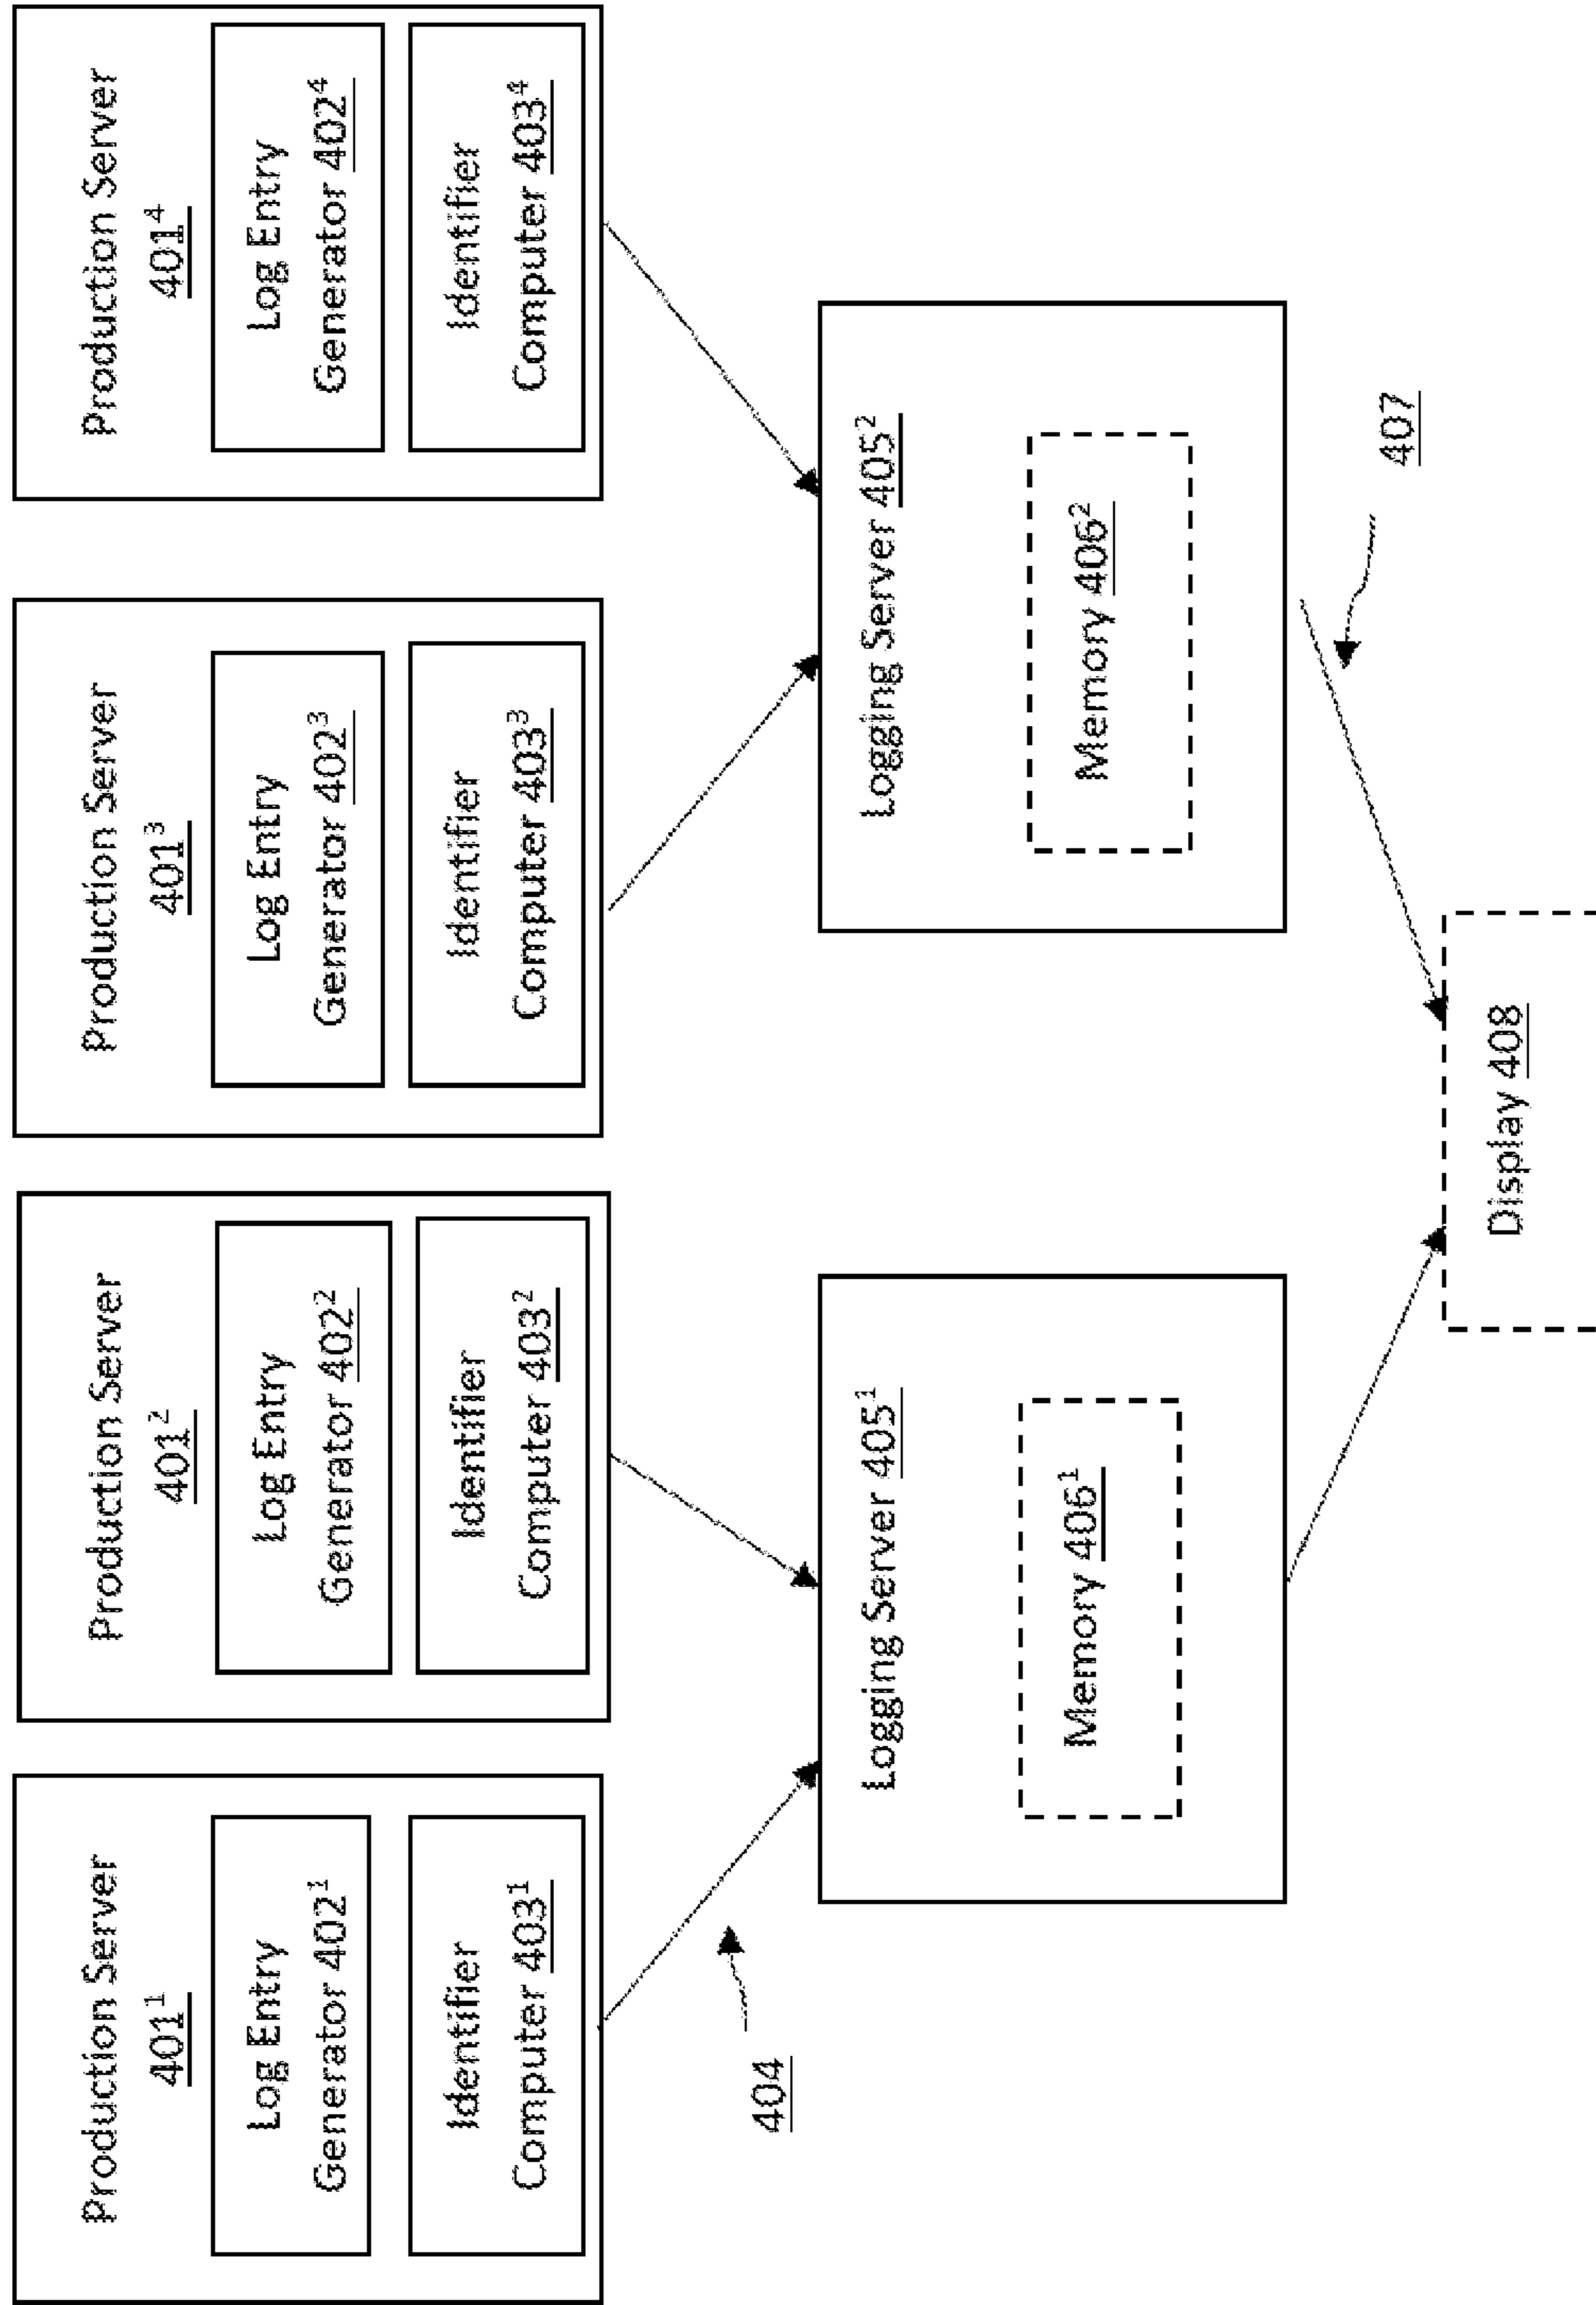 Production Server
401¹
Log Entry
Generator 402¹
Identifier
Computer 403¹
Production Server
401²
Log Entry
Generator 402²
Identifier
Computer 403²
Production Server
401³
Log Entry
Generator 402³
Identifier
Computer 403³
Production Server
401⁴
Log Entry
Generator 402⁴
Identifier
Computer 403⁴
404
Logging Server 405¹
Memory 406¹
Logging Server 405²
Memory 406²
407
Display 408